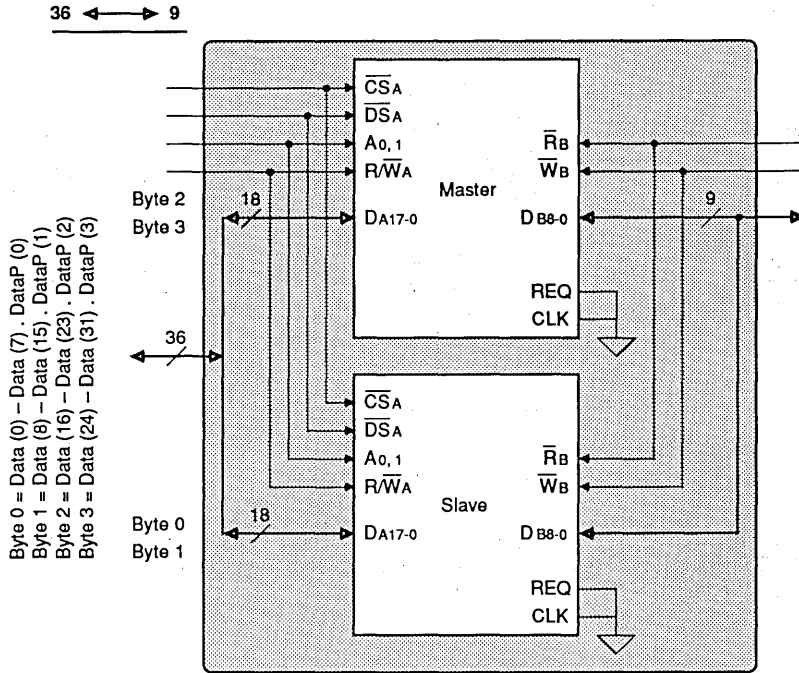 36 ↔ 9
CSA
DSA
A0, 1
R/WA
RB
WB
Master
Byte 2
Byte 3
18
DA17-0
DB8-0
9
REQ
CLK
36
Byte 0 = Data (0) – Data (7) . DataP (0)
Byte 1 = Data (8) – Data (15) . DataP (1)
Byte 2 = Data (16) – Data (23) . DataP (2)
Byte 3 = Data (24) – Data (31) . DataP (3)
CSA
DSA
A0, 1
R/WA
RB
WB
Slave
Byte 0
Byte 1
18
DA17-0
DB8-0
REQ
CLK